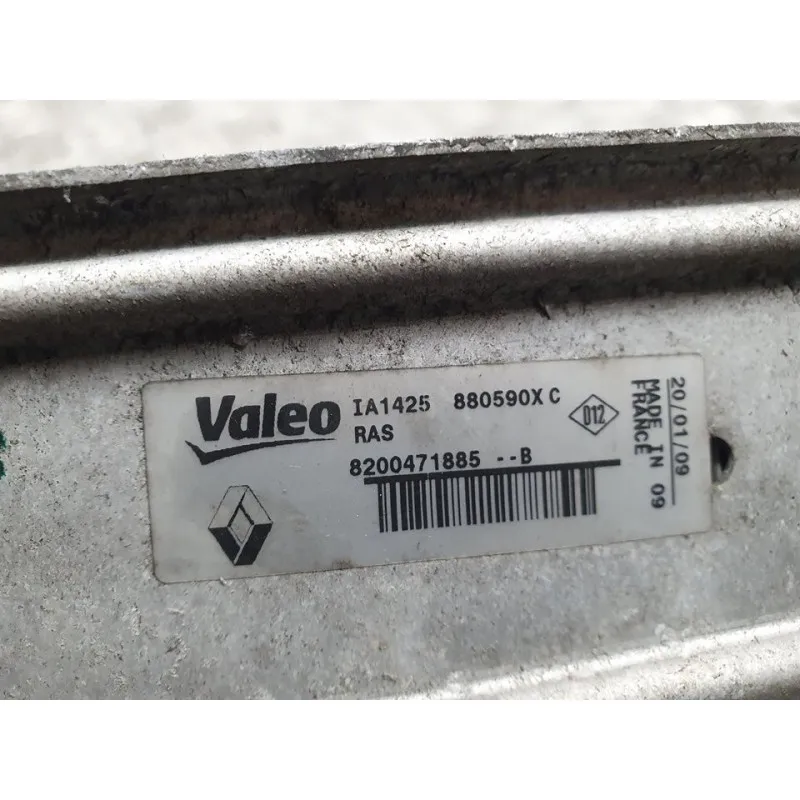 Valeo IA1425 880590X C D12
RAS
8200471885 --B
20/01/09
MADE IN 09
FRANCE